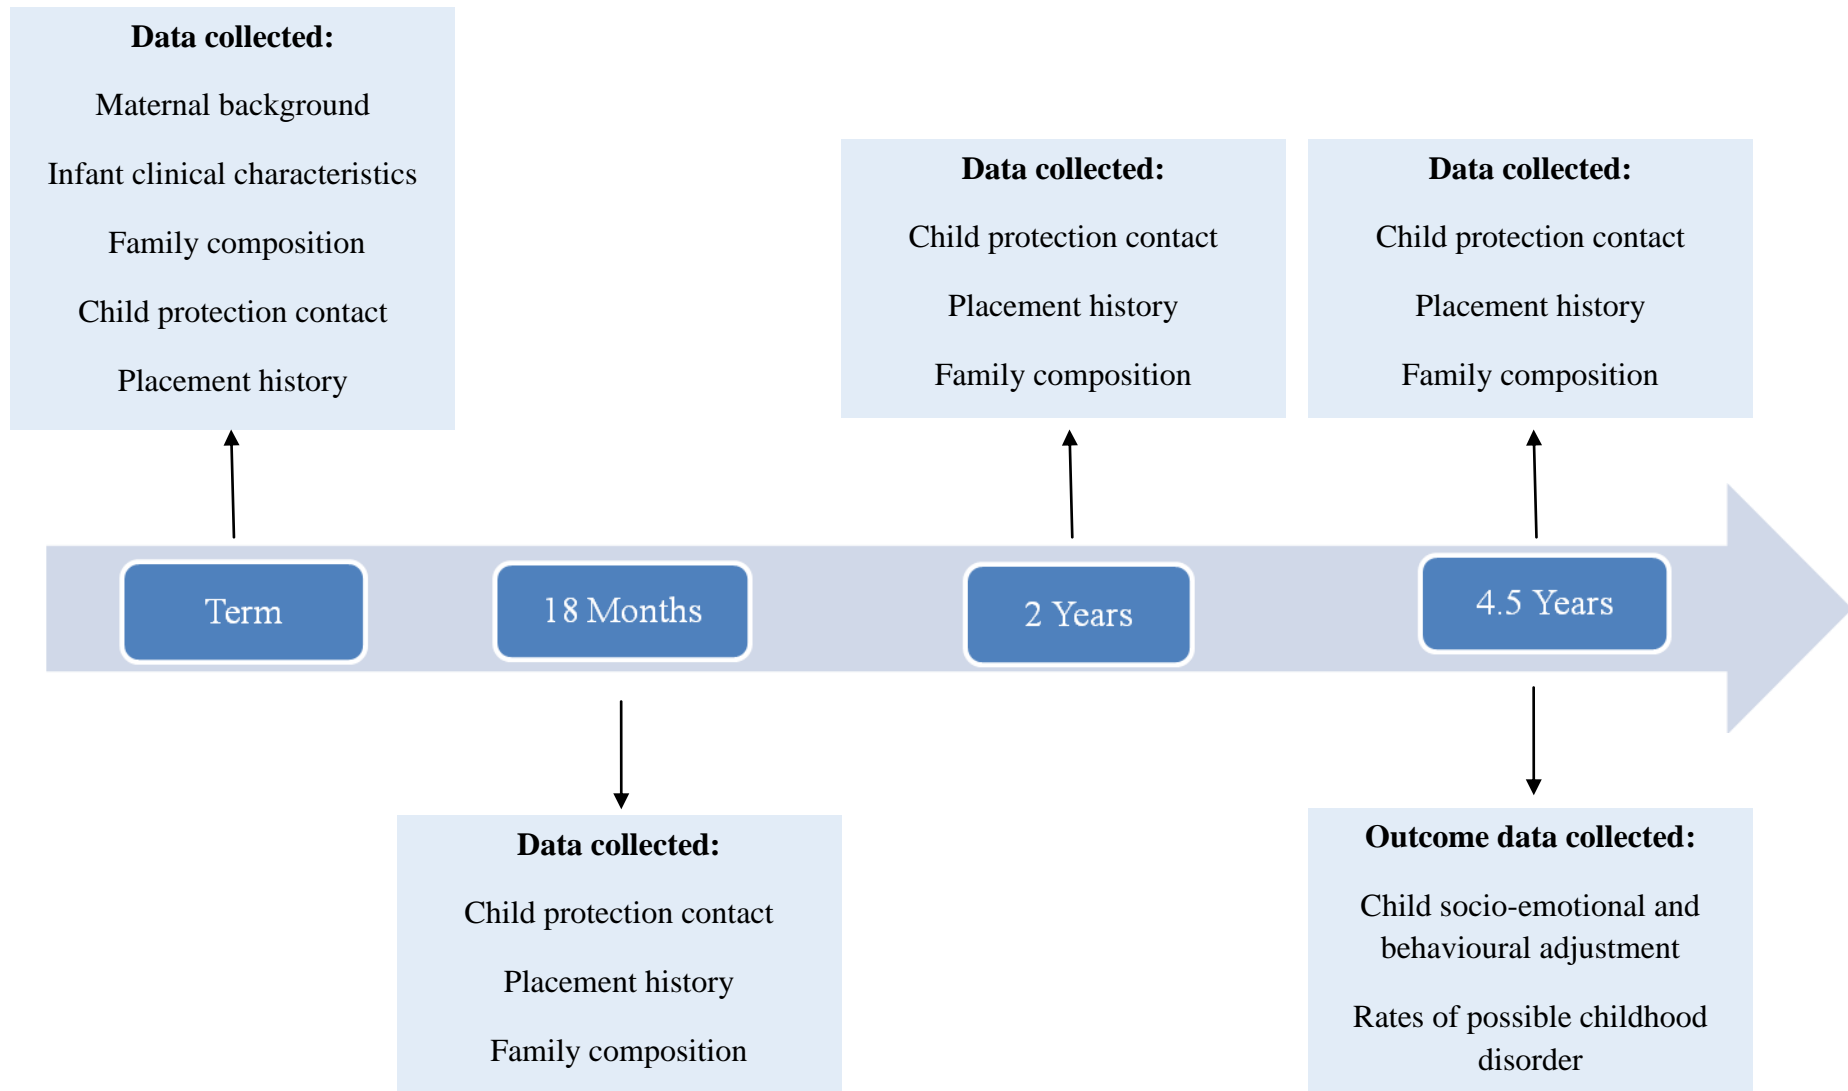 Data collected:
Maternal background
Infant clinical characteristics
Family composition
Child protection contact
Placement history
Data collected:
Child protection contact
Placement history
Family composition
Data collected:
Child protection contact
Placement history
Family composition
Term
18 Months
2 Years
4.5 Years
Data collected:
Child protection contact
Placement history
Family composition
Outcome data collected:
Child socio-emotional and
behavioural adjustment
Rates of possible childhood
disorder